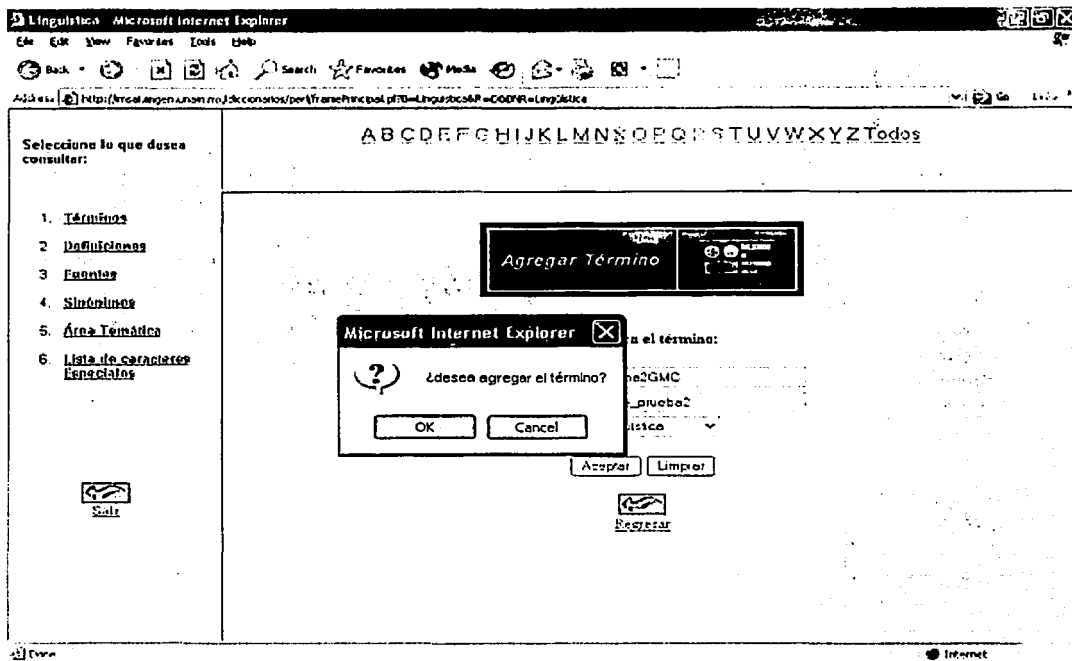 Linguistica - Microsoft Internet Explorer
File Edit View Favorites Tools Help
Back Search Favorites Media
Address Go
A B C D E F G H I J K L M N Ñ O P Q R S T U V W X Y Z Todos
Seleccione lo que desea
consultar:
1. Términos
2 Definiciones
3 Fuentes
4. Sinónimos
5. Área Temática
6. Lista de caracteres
Especiales
Agregar Término
Microsoft Internet Explorer
el término:
¿desea agregar el término?
OK Cancel
Aceptar Limpiar
Salir
Regresar
Done Internet